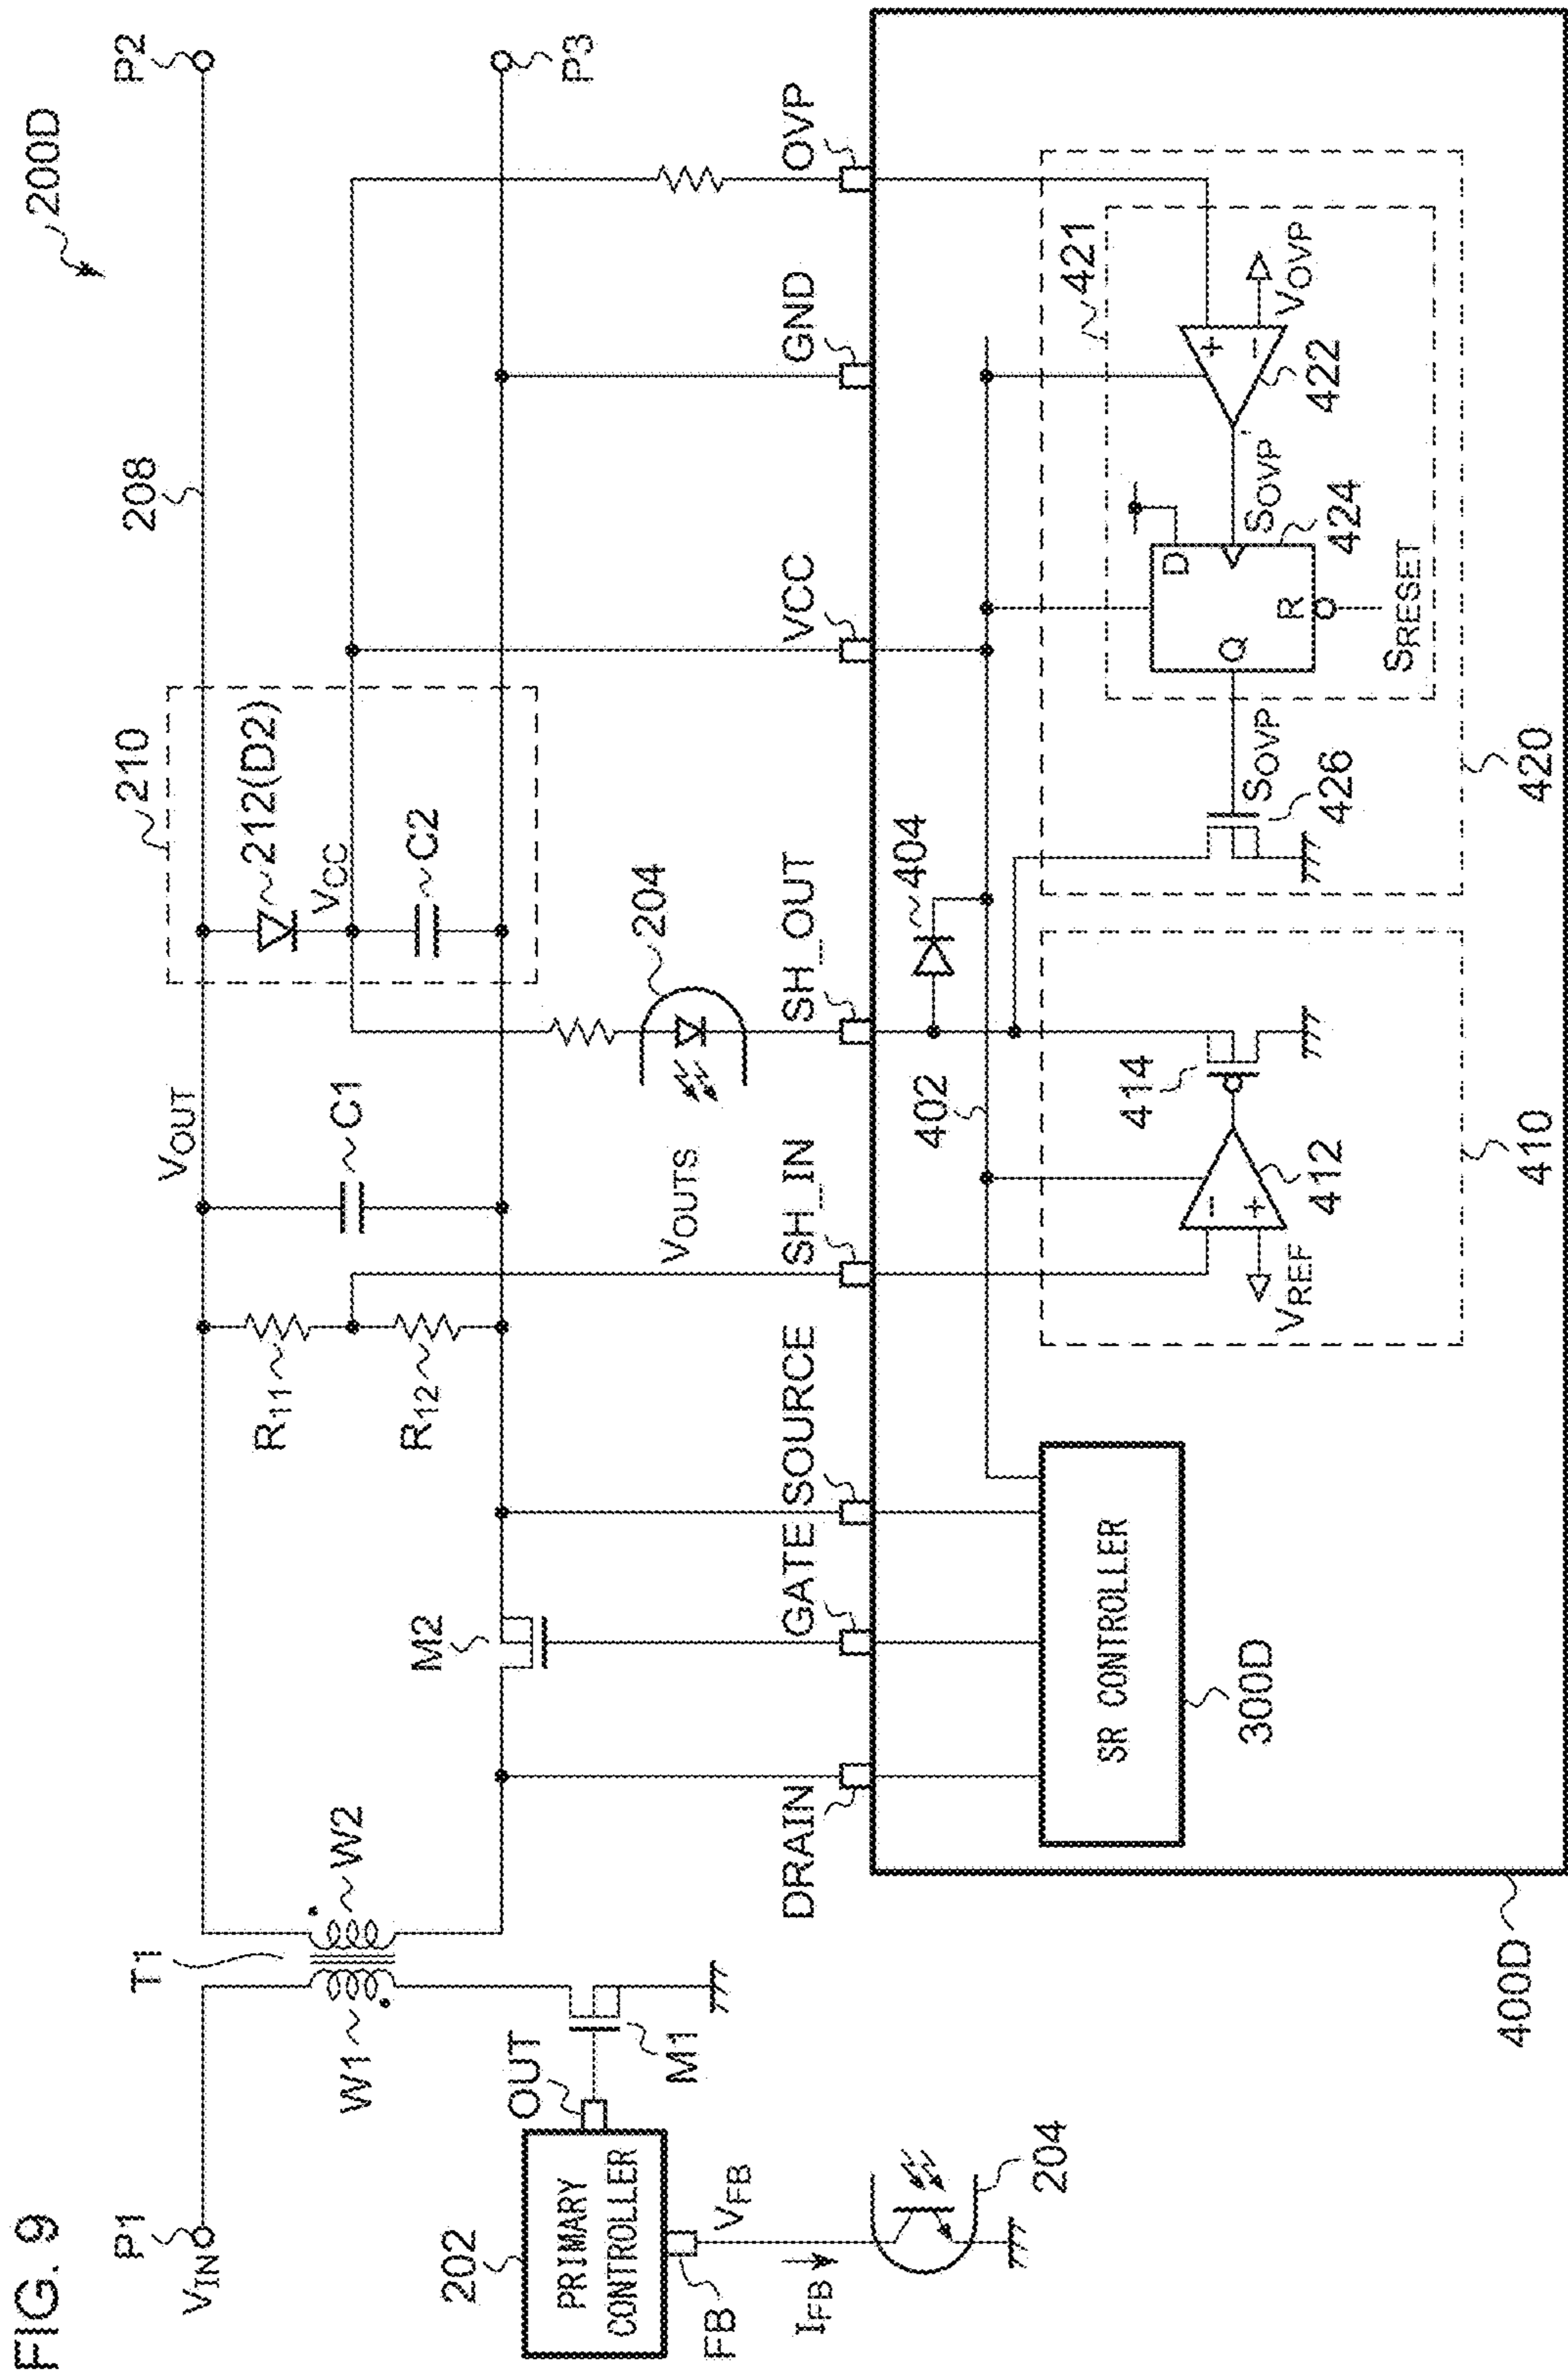 FIG. 9
200D
P1
VIN
T1
W1
W2
VOUT
208
P2
210
212(D2)
VCC
C2
C1
R11
R12
M2
P3
202
PRIMARY
CONTROLLER
OUT
M1
FB
VFB
IFB
204
204
VOUTS
DRAIN
GATE
SOURCE
SH_IN
SH_OUT
VCC
GND
OVP
402
404
SR CONTROLLER
300D
VREF
-
+
412
414
410
SOVP
426
Q
D
R
SRESET
424
SOVP'
422
+
-
VOVP
421
420
400D